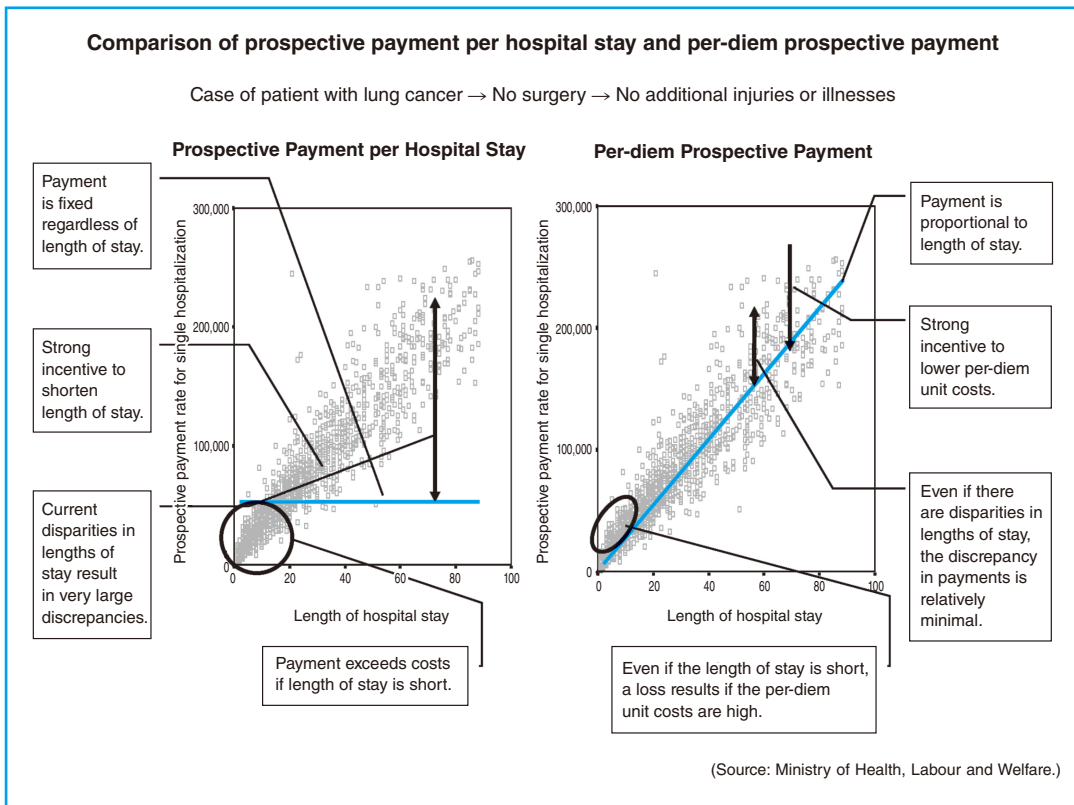 Comparison of prospective payment per hospital stay and per-diem prospective payment
Case of patient with lung cancer → No surgery → No additional injuries or illnesses
Prospective Payment per Hospital Stay
Payment
is fixed
regardless of
length of stay.
Strong
incentive to
shorten
length of stay.
Current
disparities in
lengths of
stay result
in very large
discrepancies.
Prospective payment rate for single hospitalization
300,000
200,000
100,000
0
0 20 40 60 80 100
Length of hospital stay
Payment exceeds costs
if length of stay is short.
Per-diem Prospective Payment
Prospective payment rate for single hospitalization
300,000
200,000
100,000
0
0 20 40 60 80 100
Length of hospital stay
Payment is
proportional to
length of stay.
Strong
incentive to
lower per-diem
unit costs.
Even if there
are disparities in
lengths of stay,
the discrepancy
in payments is
relatively
minimal.
Even if the length of stay is short,
a loss results if the per-diem
unit costs are high.
(Source: Ministry of Health, Labour and Welfare.)